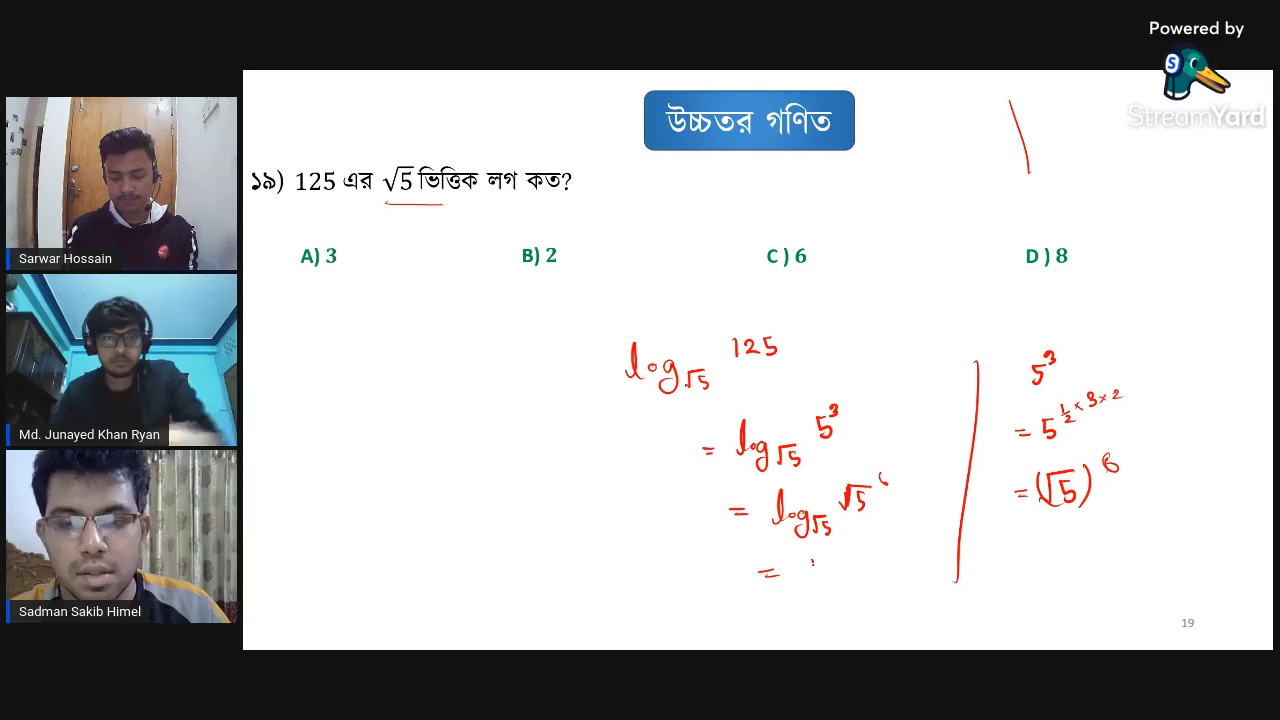 Powered by
StreamYard
উচ্চতর গণিত
১৯) 125 এর √5 ভিত্তিক লগ কত?
A) 3
B) 2
C ) 6
D ) 8
Sarwar Hossain
Md. Junayed Khan Ryan
Sadman Sakib Himel
log√5 125
= log√5 5³
= log√5 √5⁶
=
5³
= 5^½×3×2
= (√5)⁶
19